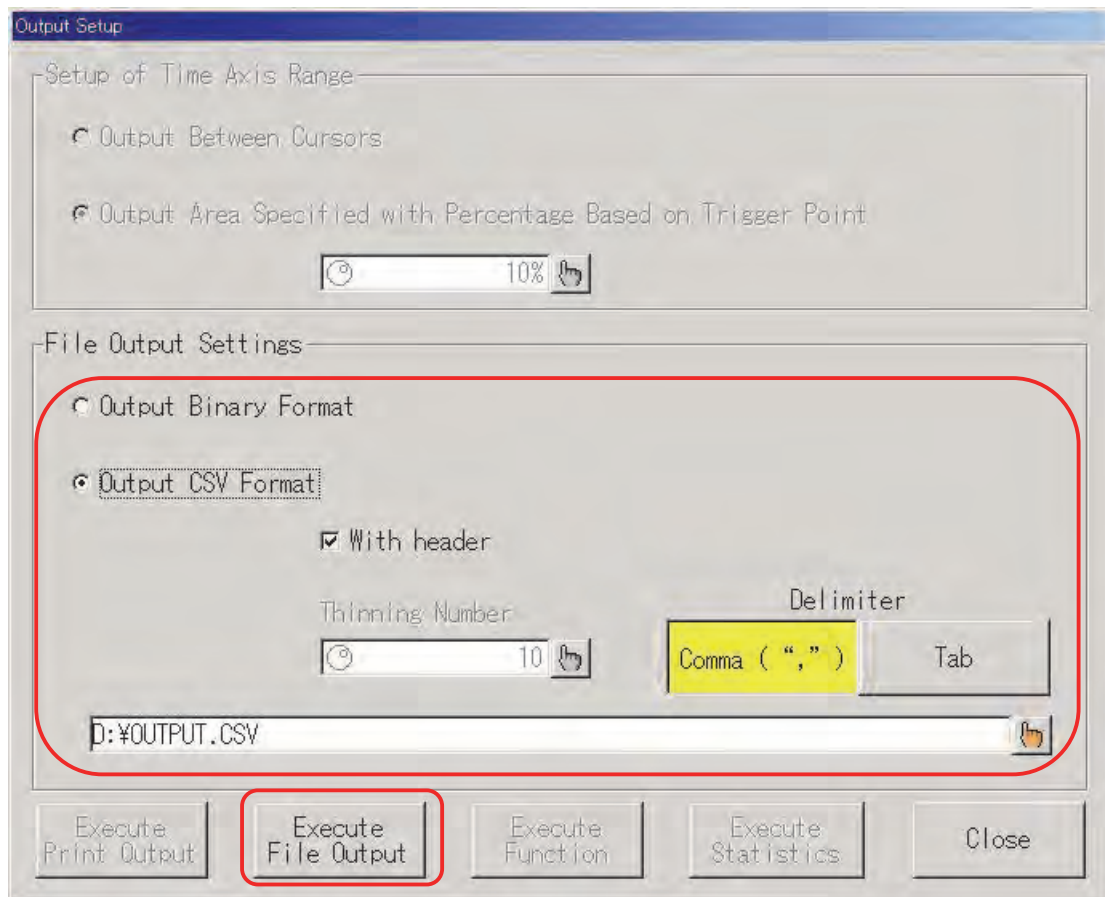 Output Setup
Setup of Time Axis Range
Output Between Cursors
Output Area Specified with Percentage Based on Trigger Point
10%
File Output Settings
Output Binary Format
Output CSV Format
With header
Thinning Number
Delimiter
10
Comma ( “,” )
Tab
D:¥OUTPUT.CSV
Execute
Print Output
Execute
File Output
Execute
Function
Execute
Statistics
Close